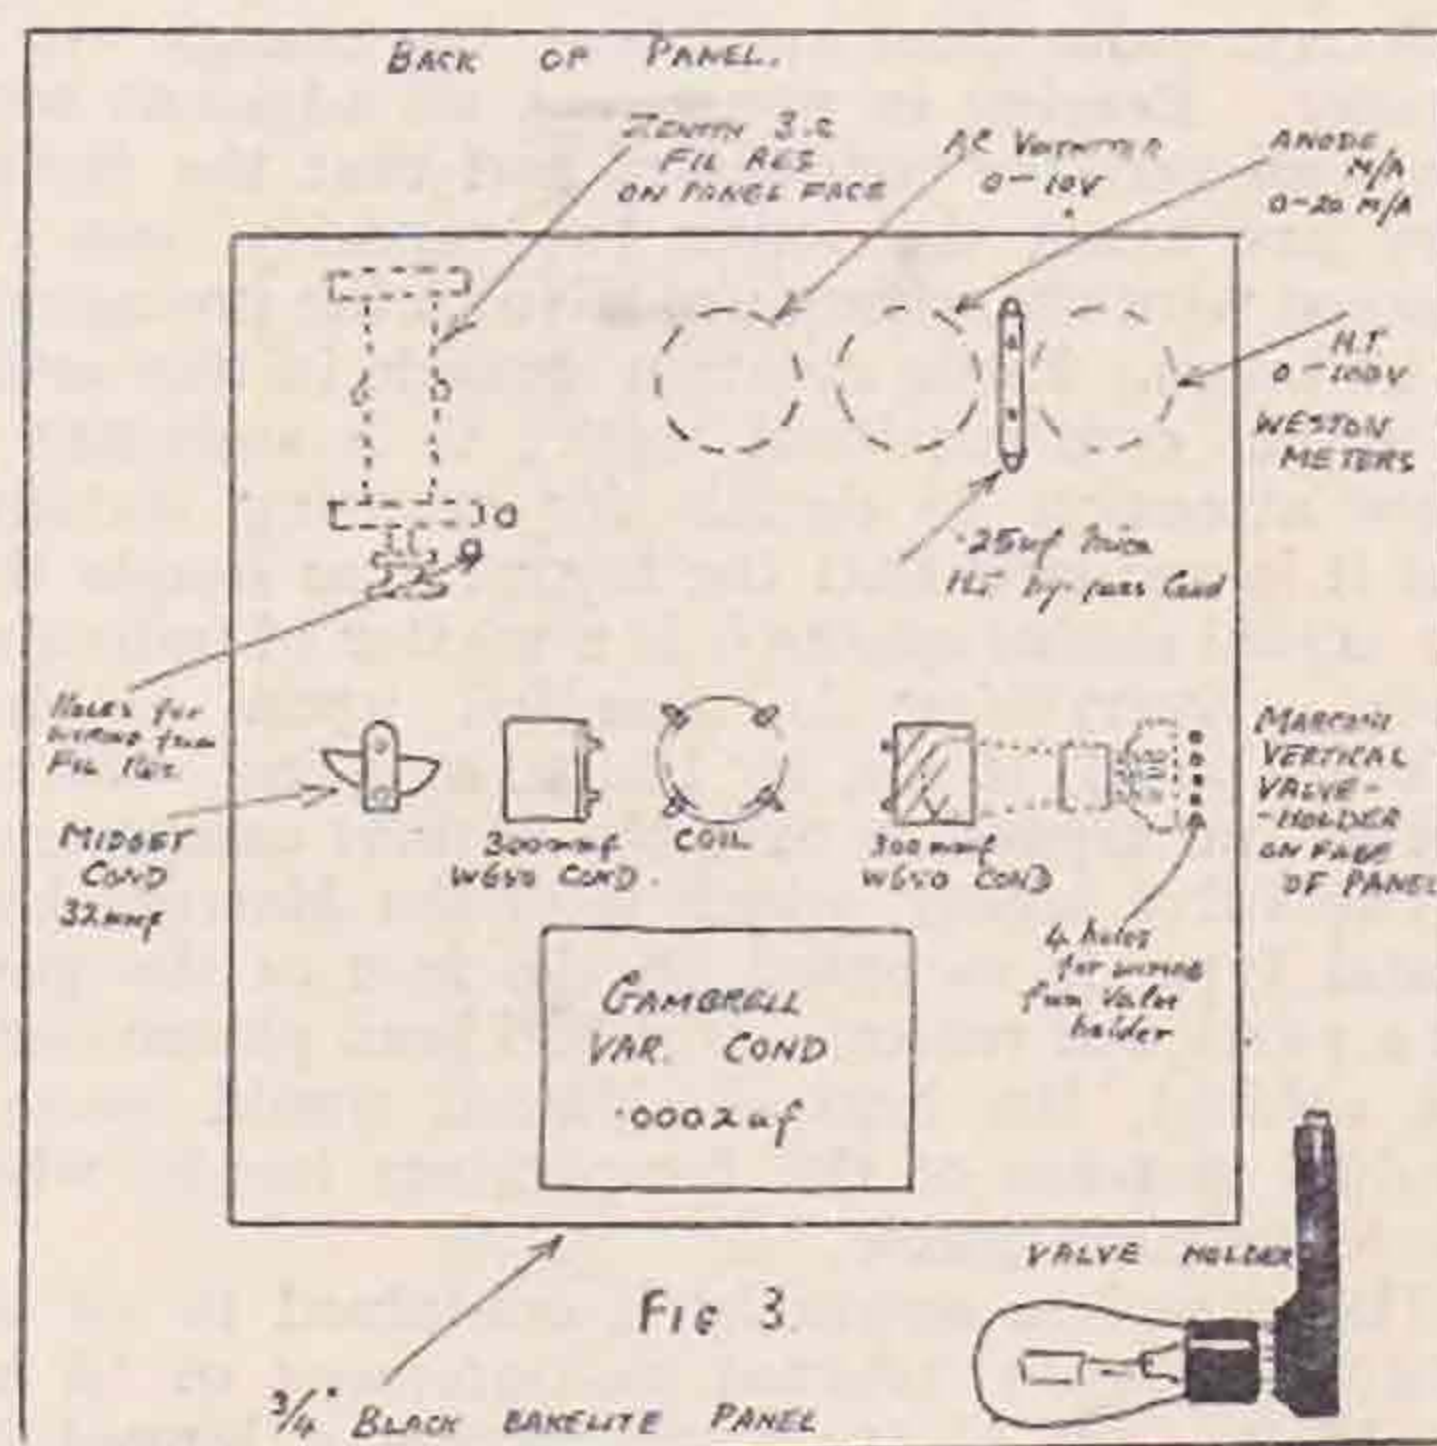 BACK OF PANEL.
ZENITH 3Ω
FIL RES
ON PANEL FACE
AC VOLTMETER
0-10V
ANODE
M/A
0-20 M/A
H.T.
0-100V
WESTON
METERS
.25uf Mica
H.T. by-pass Cond
HOLES for
WIRING from
FIL RES.
MIDGET
COND
32mmf
300mmf
W650 COND.
COIL
300mmf
W650 COND
MARCONI
VERTICAL
VALVE-
-HOLDER
ON FACE
OF PANEL
4 holes
for wiring
from Valve
holder
GAMBRELL
VAR. COND
.0002uf
VALVE HOLDER
FIG 3.
3/4" BLACK BAKELITE PANEL